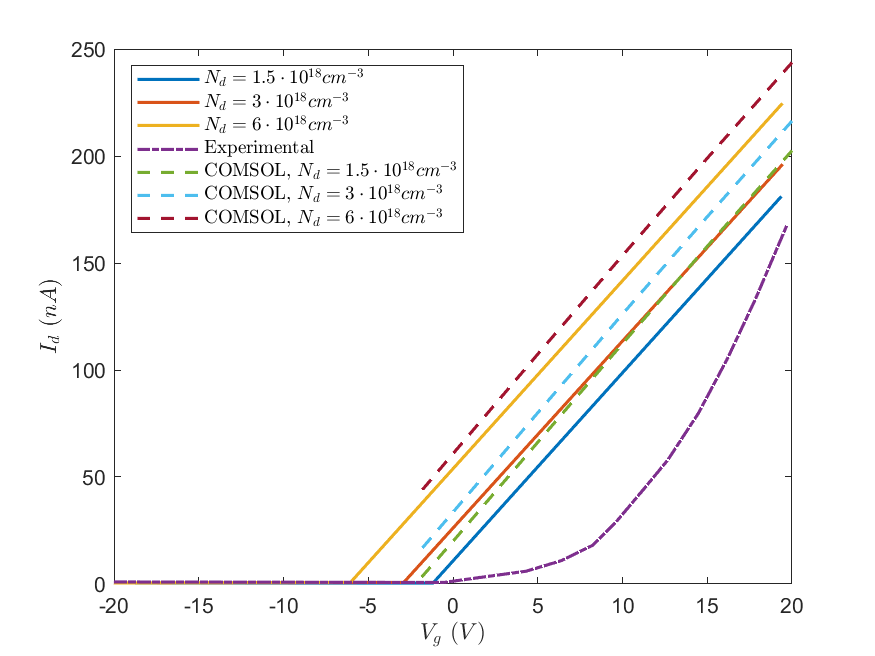 250
200
150
100
50
0
-20 -15 -10 -5 0 5 10 15 20
I_d (nA)
V_g (V)
N_d = 1.5 · 10^{18}cm^{-3}
N_d = 3 · 10^{18}cm^{-3}
N_d = 6 · 10^{18}cm^{-3}
Experimental
COMSOL, N_d = 1.5 · 10^{18}cm^{-3}
COMSOL, N_d = 3 · 10^{18}cm^{-3}
COMSOL, N_d = 6 · 10^{18}cm^{-3}